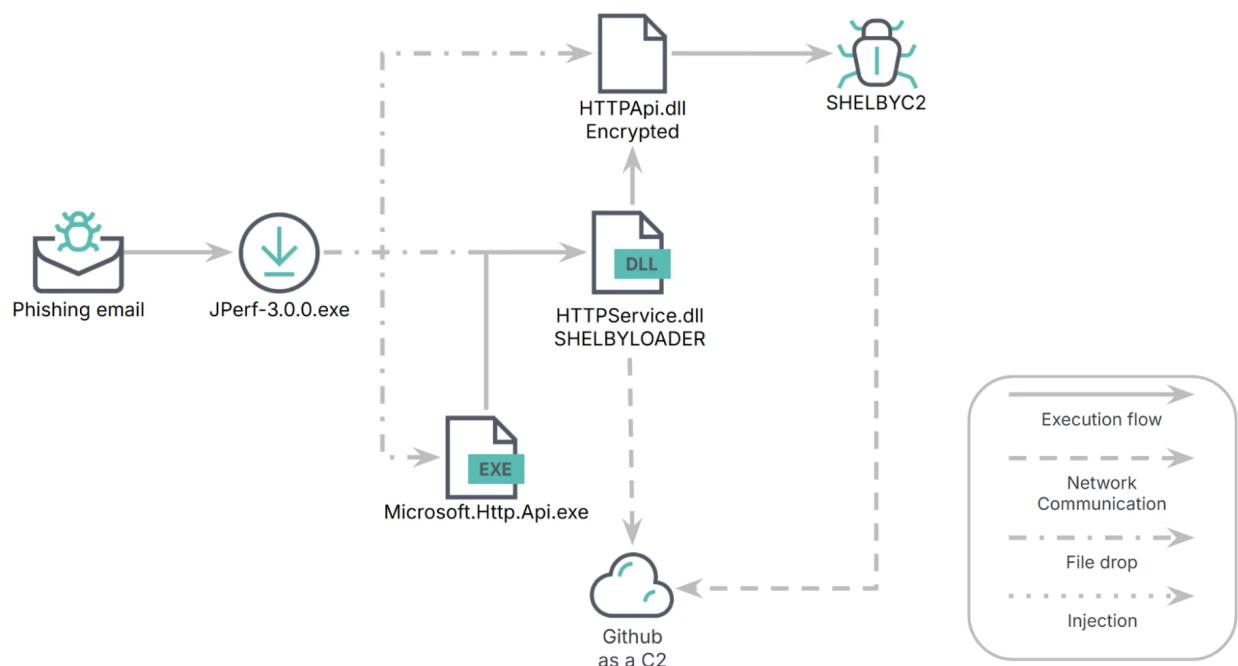 HTTPApi.dll
Encrypted
SHELBYC2
Phishing email
JPerf-3.0.0.exe
DLL
HTTPService.dll
SHELBYLOADER
EXE
Microsoft.Http.Api.exe
Github
as a C2
Execution flow
Network
Communication
File drop
Injection